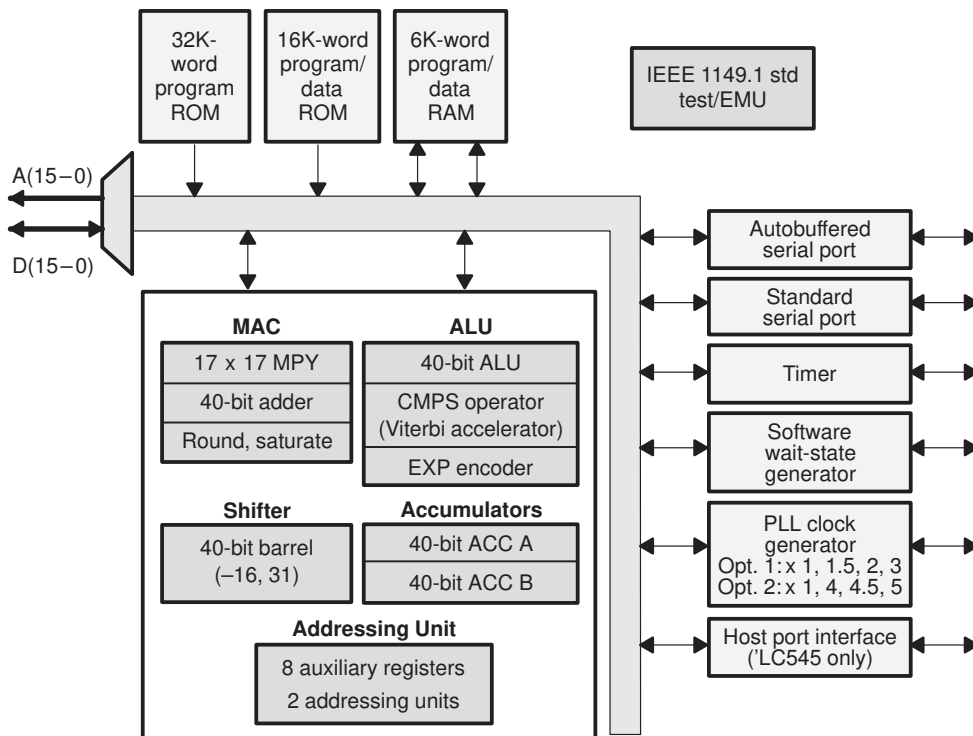 32K-
word
program
ROM
16K-word
program/
data
ROM
6K-word
program/
data
RAM
IEEE 1149.1 std
test/EMU
A(15–0)
D(15–0)
Autobuffered
serial port
Standard
serial port
Timer
Software
wait-state
generator
PLL clock
generator
Opt. 1: x 1, 1.5, 2, 3
Opt. 2: x 1, 4, 4.5, 5
Host port interface
('LC545 only)
MAC
17 x 17 MPY
40-bit adder
Round, saturate
ALU
40-bit ALU
CMPS operator
(Viterbi accelerator)
EXP encoder
Shifter
40-bit barrel
(–16, 31)
Accumulators
40-bit ACC A
40-bit ACC B
Addressing Unit
8 auxiliary registers
2 addressing units